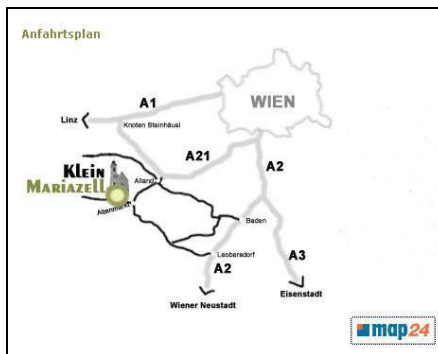 Anfahrtsplan
WIEN
A1
Linz
Knoten Steinhäusl
A21
A2
KLEIN
MARIAZELL
Alland
Altenmarkt
Baden
Leobersdorf
A2
A3
Wiener Neustadt
Eisenstadt
map24